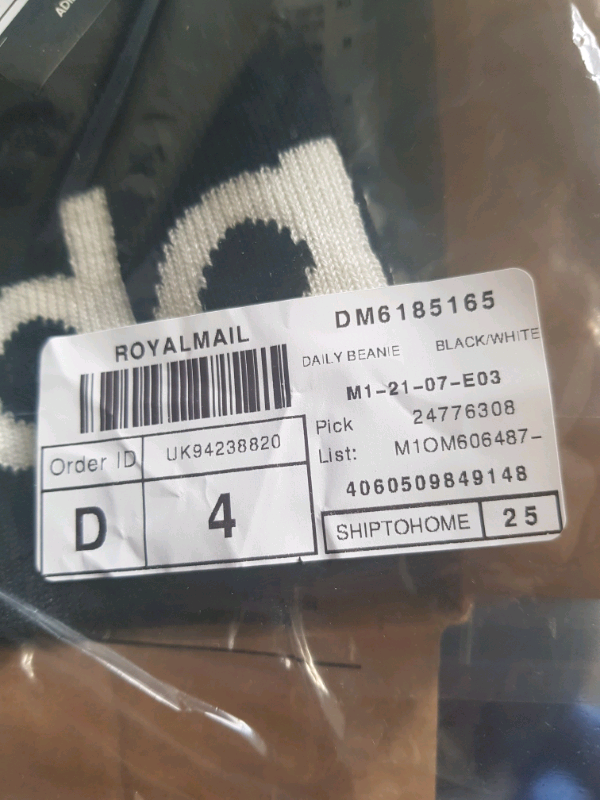 ROYALMAIL
Order ID
UK94238820
D
4
DM6185165
DAILY BEANIE BLACK/WHITE
M1-21-07-E03
Pick 24776308
List: M1OM606487-
4060509849148
SHIPTOHOME 25